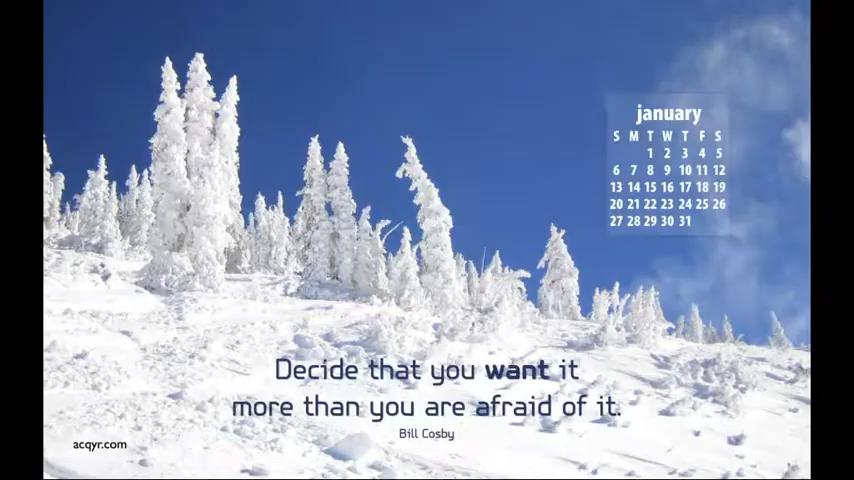 january
S M T W T F S
1 2 3 4 5
6 7 8 9 10 11 12
13 14 15 16 17 18 19
20 21 22 23 24 25 26
27 28 29 30 31
Decide that you want it
more than you are afraid of it.
Bill Cosby
acqyr.com